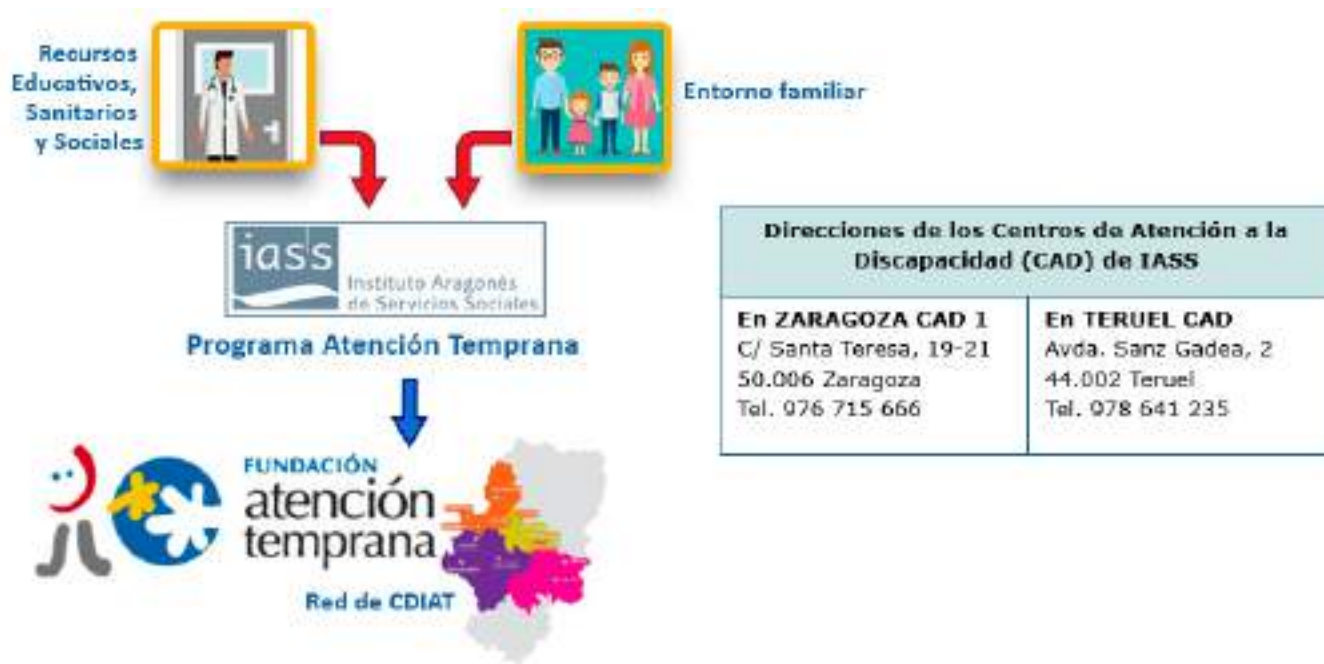 Recursos
Educativos,
Sanitarios
y Sociales
Entorno familiar
iass
Instituto Aragonés
de Servicios Sociales
Programa Atención Temprana
FUNDACIÓN
atención
temprana
Red de CDIAT
Direcciones de los Centros de Atención a la
Discapacidad (CAD) de IASS
En ZARAGOZA CAD 1
C/ Santa Teresa, 19-21
50.006 Zaragoza
Tel. 976 715 666
En TERUEL CAD
Avda. Sanz Gadea, 2
44.002 Teruel
Tel. 978 641 235